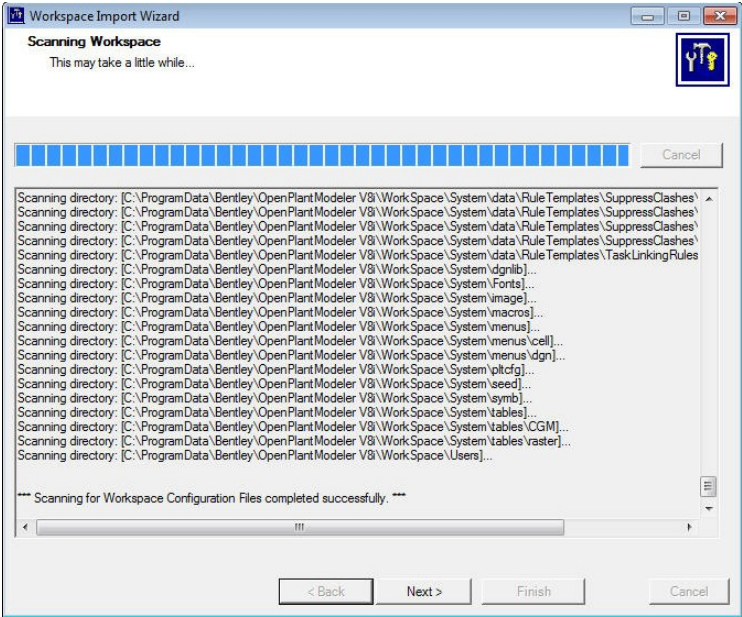 Workspace Import Wizard
Scanning Workspace
This may take a little while...
Cancel
Scanning directory: [C:\ProgramData\Bentley\OpenPlantModeler V8i\WorkSpace\System\data\RuleTemplates\SuppressClashes\
Scanning directory: [C:\ProgramData\Bentley\OpenPlantModeler V8i\WorkSpace\System\data\RuleTemplates\SuppressClashes\
Scanning directory: [C:\ProgramData\Bentley\OpenPlantModeler V8i\WorkSpace\System\data\RuleTemplates\SuppressClashes\
Scanning directory: [C:\ProgramData\Bentley\OpenPlantModeler V8i\WorkSpace\System\data\RuleTemplates\SuppressClashes\
Scanning directory: [C:\ProgramData\Bentley\OpenPlantModeler V8i\WorkSpace\System\data\RuleTemplates\TaskLinkingRules
Scanning directory: [C:\ProgramData\Bentley\OpenPlantModeler V8i\WorkSpace\System\dgnlib]...
Scanning directory: [C:\ProgramData\Bentley\OpenPlantModeler V8i\WorkSpace\System\Fonts]...
Scanning directory: [C:\ProgramData\Bentley\OpenPlantModeler V8i\WorkSpace\System\image]...
Scanning directory: [C:\ProgramData\Bentley\OpenPlantModeler V8i\WorkSpace\System\macros]...
Scanning directory: [C:\ProgramData\Bentley\OpenPlantModeler V8i\WorkSpace\System\menus]...
Scanning directory: [C:\ProgramData\Bentley\OpenPlantModeler V8i\WorkSpace\System\menus\cell]...
Scanning directory: [C:\ProgramData\Bentley\OpenPlantModeler V8i\WorkSpace\System\menus\dgn]...
Scanning directory: [C:\ProgramData\Bentley\OpenPlantModeler V8i\WorkSpace\System\pltcfg]...
Scanning directory: [C:\ProgramData\Bentley\OpenPlantModeler V8i\WorkSpace\System\seed]...
Scanning directory: [C:\ProgramData\Bentley\OpenPlantModeler V8i\WorkSpace\System\symb]...
Scanning directory: [C:\ProgramData\Bentley\OpenPlantModeler V8i\WorkSpace\System\tables]...
Scanning directory: [C:\ProgramData\Bentley\OpenPlantModeler V8i\WorkSpace\System\tables\CGM]...
Scanning directory: [C:\ProgramData\Bentley\OpenPlantModeler V8i\WorkSpace\System\tables\raster]...
Scanning directory: [C:\ProgramData\Bentley\OpenPlantModeler V8i\WorkSpace\Users]...
*** Scanning for Workspace Configuration Files completed successfully. ***
< Back Next > Finish Cancel